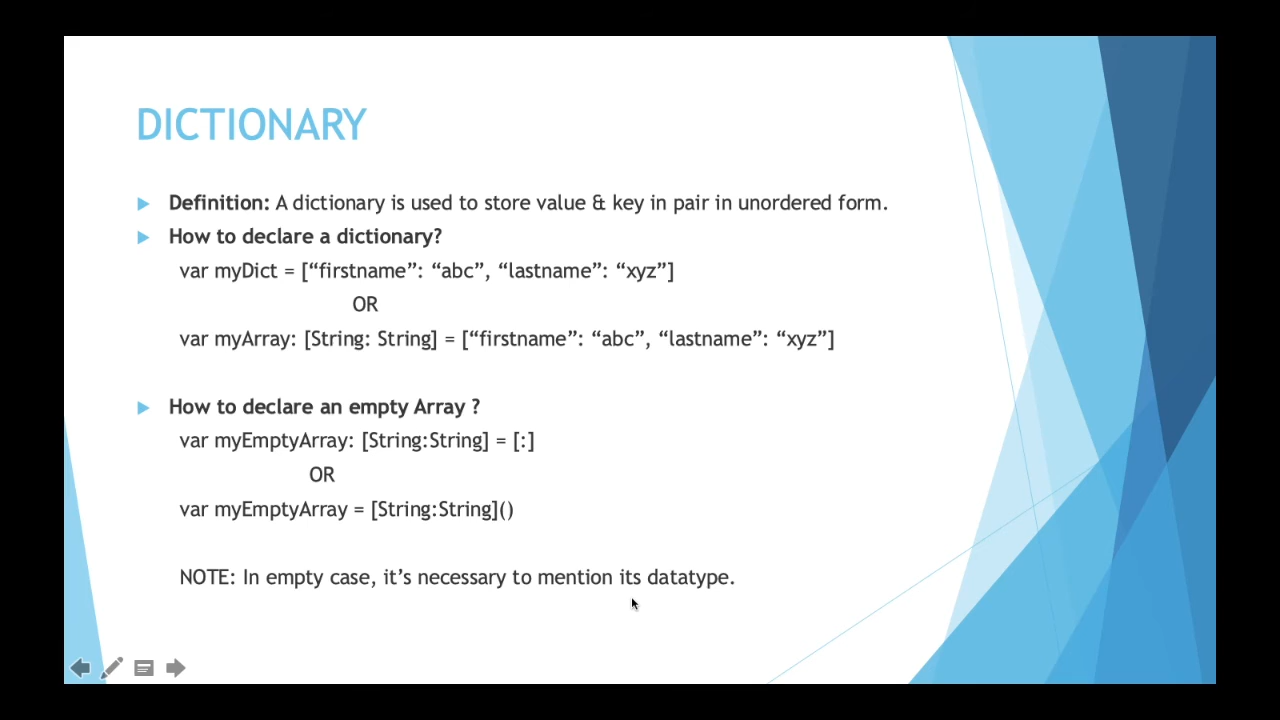 DICTIONARY
Definition: A dictionary is used to store value & key in pair in unordered form.
How to declare a dictionary?
var myDict = [“firstname”: “abc”, “lastname”: “xyz”]
OR
var myArray: [String: String] = [“firstname”: “abc”, “lastname”: “xyz”]
How to declare an empty Array ?
var myEmptyArray: [String:String] = [:]
OR
var myEmptyArray = [String:String]()
NOTE: In empty case, it’s necessary to mention its datatype.